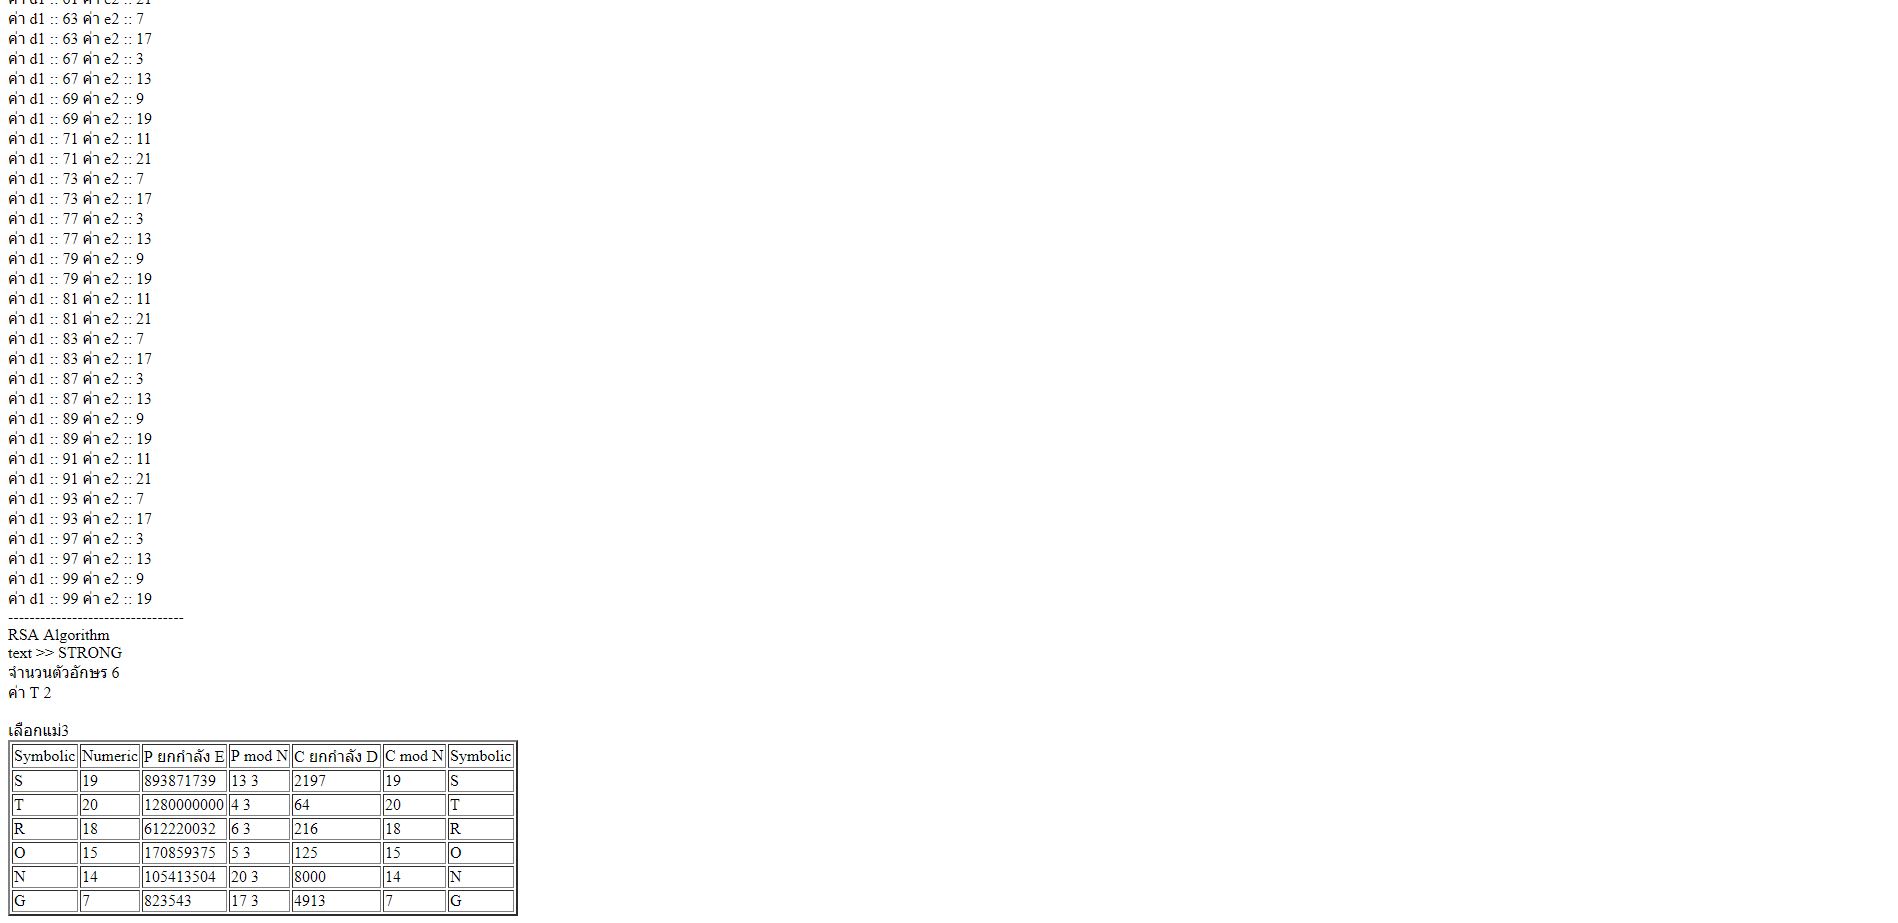 ค่า d1 :: 61 ค่า e2 :: 21
ค่า d1 :: 63 ค่า e2 :: 7
ค่า d1 :: 63 ค่า e2 :: 17
ค่า d1 :: 67 ค่า e2 :: 3
ค่า d1 :: 67 ค่า e2 :: 13
ค่า d1 :: 69 ค่า e2 :: 9
ค่า d1 :: 69 ค่า e2 :: 19
ค่า d1 :: 71 ค่า e2 :: 11
ค่า d1 :: 71 ค่า e2 :: 21
ค่า d1 :: 73 ค่า e2 :: 7
ค่า d1 :: 73 ค่า e2 :: 17
ค่า d1 :: 77 ค่า e2 :: 3
ค่า d1 :: 77 ค่า e2 :: 13
ค่า d1 :: 79 ค่า e2 :: 9
ค่า d1 :: 79 ค่า e2 :: 19
ค่า d1 :: 81 ค่า e2 :: 11
ค่า d1 :: 81 ค่า e2 :: 21
ค่า d1 :: 83 ค่า e2 :: 7
ค่า d1 :: 83 ค่า e2 :: 17
ค่า d1 :: 87 ค่า e2 :: 3
ค่า d1 :: 87 ค่า e2 :: 13
ค่า d1 :: 89 ค่า e2 :: 9
ค่า d1 :: 89 ค่า e2 :: 19
ค่า d1 :: 91 ค่า e2 :: 11
ค่า d1 :: 91 ค่า e2 :: 21
ค่า d1 :: 93 ค่า e2 :: 7
ค่า d1 :: 93 ค่า e2 :: 17
ค่า d1 :: 97 ค่า e2 :: 3
ค่า d1 :: 97 ค่า e2 :: 13
ค่า d1 :: 99 ค่า e2 :: 9
ค่า d1 :: 99 ค่า e2 :: 19
---------------------------------
RSA Algorithm
text >> STRONG
จำนวนตัวอักษร 6
ค่า T 2
เลือกแม่3
Symbolic Numeric P ยกกำลัง E P mod N C ยกกำลัง D C mod N Symbolic
S 19 893871739 13 3 2197 19 S
T 20 1280000000 4 3 64 20 T
R 18 612220032 6 3 216 18 R
O 15 170859375 5 3 125 15 O
N 14 105413504 20 3 8000 14 N
G 7 823543 17 3 4913 7 G